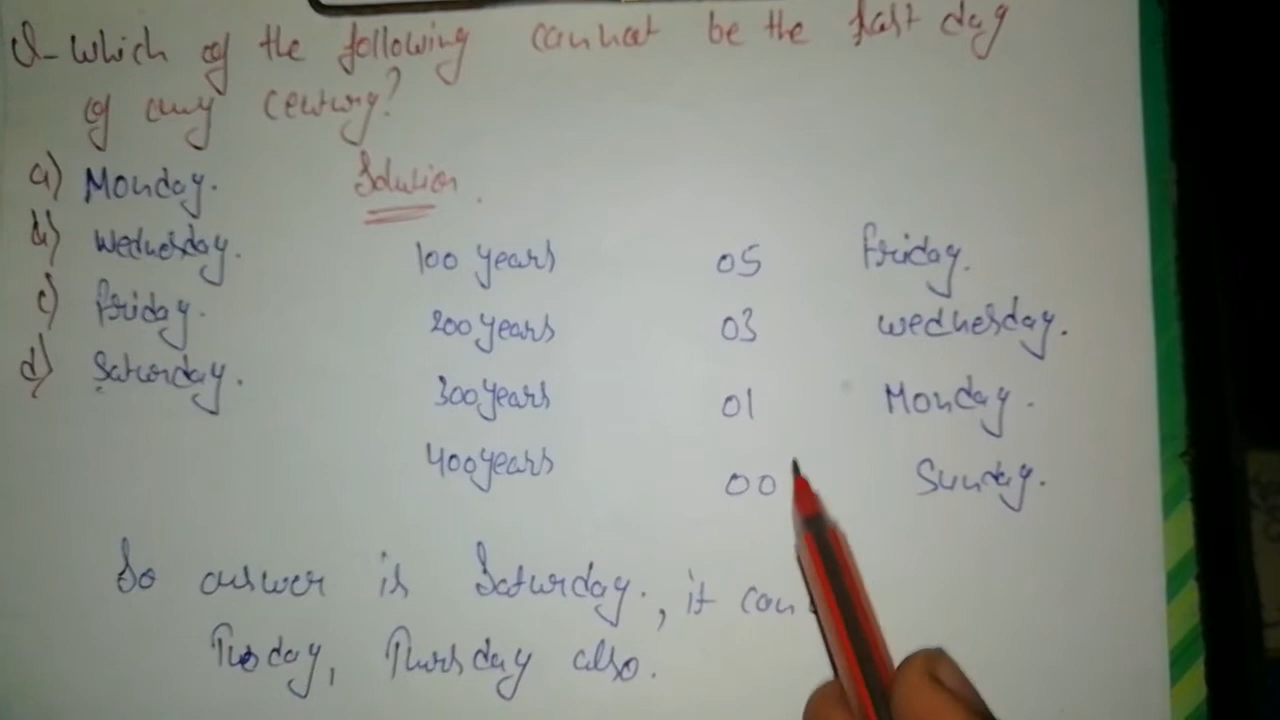 Q- Which of the following cannot be the last day
of any century?
a) Monday.
b) Wednesday.
c) Friday.
d) Saturday.
Solution.
100 years 05 Friday.
200 years 03 Wednesday.
300 years 01 Monday.
400 years 00 Sunday.
So answer is Saturday., it can
Tuesday, Thursday also.